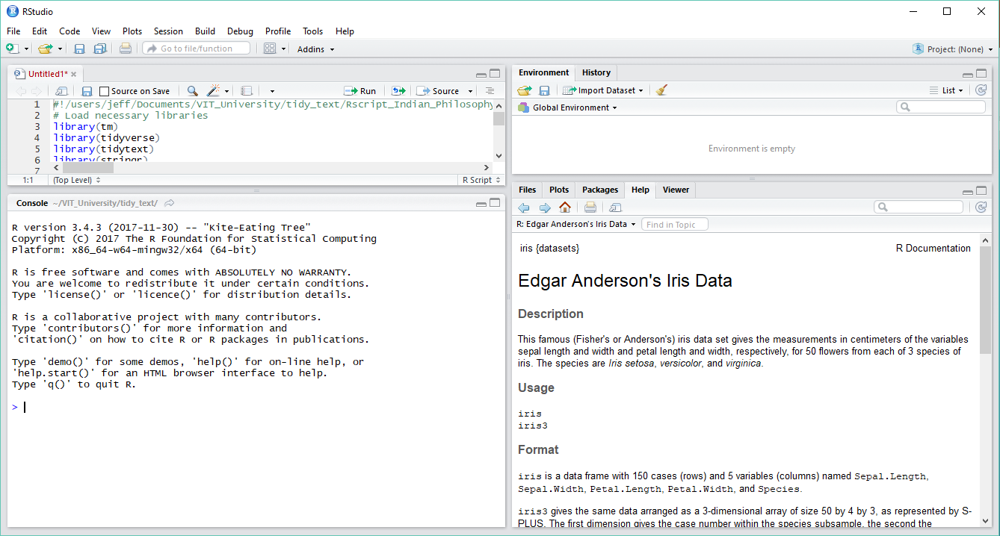 RStudio
File Edit Code View Plots Session Build Debug Profile Tools Help
Go to file/function Addins Project: (None)
Untitled1*
Source on Save Run Source
1 #!/users/jeff/Documents/VIT_University/tidy_text/Rscript_Indian_Philosophy
2 # Load necessary libraries
3 library(tm)
4 library(tidyverse)
5 library(tidytext)
6 library(stringr)
7
1:1 (Top Level) R Script
Console ~/VIT_University/tidy_text/
R version 3.4.3 (2017-11-30) -- "Kite-Eating Tree"
Copyright (C) 2017 The R Foundation for Statistical Computing
Platform: x86_64-w64-mingw32/x64 (64-bit)
R is free software and comes with ABSOLUTELY NO WARRANTY.
You are welcome to redistribute it under certain conditions.
Type 'license()' or 'licence()' for distribution details.
R is a collaborative project with many contributors.
Type 'contributors()' for more information and
'citation()' on how to cite R or R packages in publications.
Type 'demo()' for some demos, 'help()' for on-line help, or
'help.start()' for an HTML browser interface to help.
Type 'q()' to quit R.
>
Environment History
Import Dataset List
Global Environment
Environment is empty
Files Plots Packages Help Viewer
R: Edgar Anderson's Iris Data Find in Topic
iris {datasets} R Documentation
Edgar Anderson's Iris Data
Description
This famous (Fisher's or Anderson's) iris data set gives the measurements in centimeters of the variables
sepal length and width and petal length and width, respectively, for 50 flowers from each of 3 species of
iris. The species are Iris setosa, versicolor, and virginica.
Usage
iris
iris3
Format
iris is a data frame with 150 cases (rows) and 5 variables (columns) named Sepal.Length,
Sepal.Width, Petal.Length, Petal.Width, and Species.
iris3 gives the same data arranged as a 3-dimensional array of size 50 by 4 by 3, as represented by S-
PLUS. The first dimension gives the case number within the species subsample, the second the